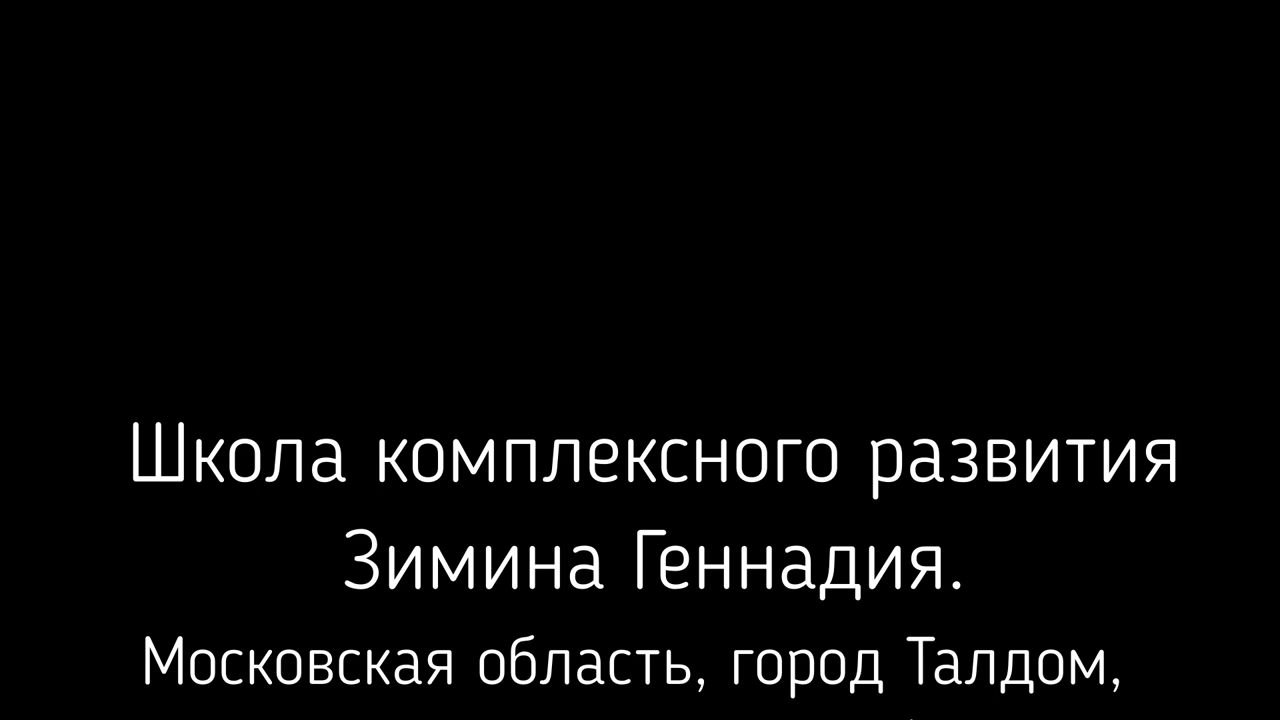 Школа комплексного развития
Зимина Геннадия.
Московская область, город Талдом,